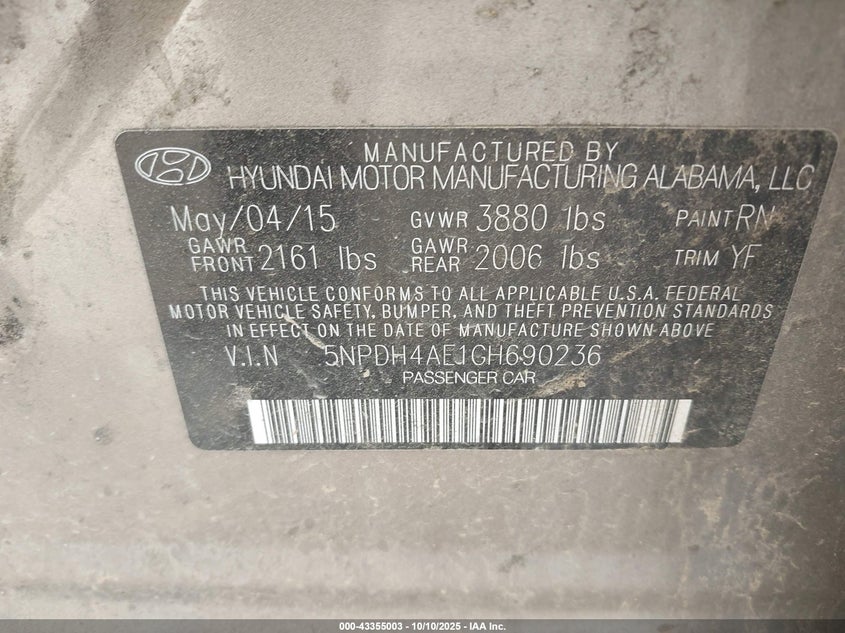 MANUFACTURED BY
HYUNDAI MOTOR MANUFACTURING ALABAMA, LLC
May/04/15 GVWR 3880 lbs PAINT RN
GAWR FRONT 2161 lbs GAWR REAR 2006 lbs TRIM YF
THIS VEHICLE CONFORMS TO ALL APPLICABLE U.S.A. FEDERAL
MOTOR VEHICLE SAFETY, BUMPER, AND THEFT PREVENTION STANDARDS
IN EFFECT ON THE DATE OF MANUFACTURE SHOWN ABOVE
V.I.N 5NPDH4AE1GH690236
PASSENGER CAR
000-43355003 - 10/10/2025 - IAA Inc.